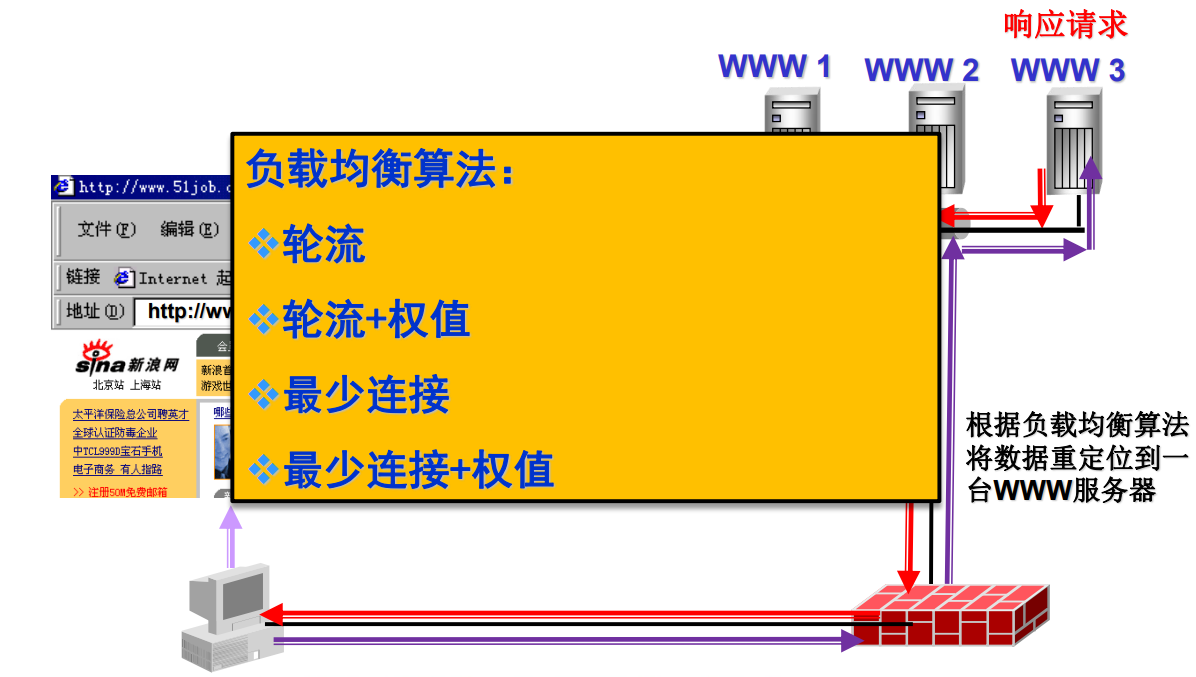 响应请求
WWW 1
WWW 2
WWW 3
负载均衡算法：
轮流
轮流+权值
最少连接
最少连接+权值
http://www.51job.c
文件(F) 编辑(E)
链接 Internet 起
地址(D) http://ww
sina 新浪网
北京站 上海站
会
新浪首
游戏世
太平洋保险总公司聘英才
全球认证防毒企业
中TCL999D宝石手机
电子商务 有人指路
>> 注册50M免费邮箱
哪些
根据负载均衡算法
将数据重定位到一
台WWW服务器